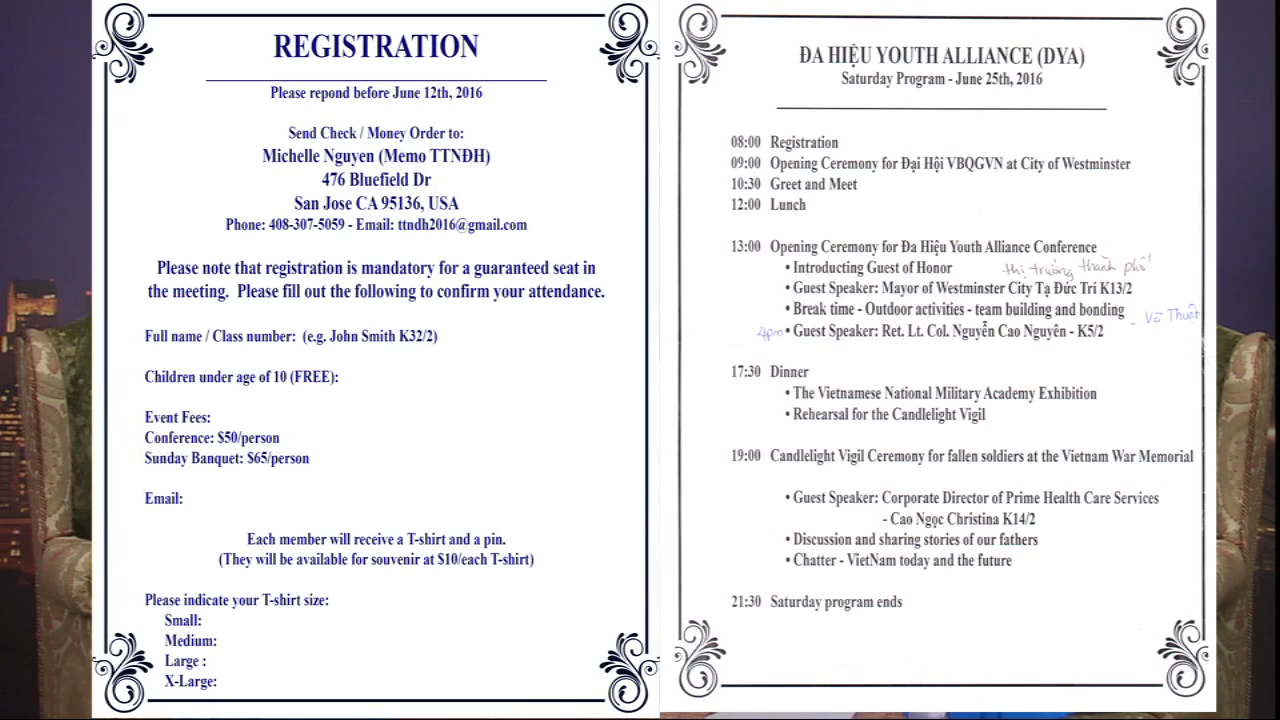 REGISTRATION
Please repond before June 12th, 2016
Send Check / Money Order to:
Michelle Nguyen (Memo TTNĐH)
476 Bluefield Dr
San Jose CA 95136, USA
Phone: 408-307-5059 - Email: ttndh2016@gmail.com
Please note that registration is mandatory for a guaranteed seat in
the meeting. Please fill out the following to confirm your attendance.
Full name / Class number: (e.g. John Smith K32/2)
Children under age of 10 (FREE):
Event Fees:
Conference: $50/person
Sunday Banquet: $65/person
Email:
Each member will receive a T-shirt and a pin.
(They will be available for souvenir at $10/each T-shirt)
Please indicate your T-shirt size:
Small:
Medium:
Large :
X-Large:
ĐA HIỆU YOUTH ALLIANCE (DYA)
Saturday Program - June 25th, 2016
08:00 Registration
09:00 Opening Ceremony for Đại Hội VBQGVN at City of Westminster
10:30 Greet and Meet
12:00 Lunch
13:00 Opening Ceremony for Đa Hiệu Youth Alliance Conference
• Introducting Guest of Honor thị trưởng thành phố
• Guest Speaker: Mayor of Westminster City Tạ Đức Trí K13/2
• Break time - Outdoor activities - team building and bonding - Võ Thuật
4pm • Guest Speaker: Ret. Lt. Col. Nguyễn Cao Nguyên - K5/2
17:30 Dinner
• The Vietnamese National Military Academy Exhibition
• Rehearsal for the Candlelight Vigil
19:00 Candlelight Vigil Ceremony for fallen soldiers at the Vietnam War Memorial
• Guest Speaker: Corporate Director of Prime Health Care Services
- Cao Ngọc Christina K14/2
• Discussion and sharing stories of our fathers
• Chatter - VietNam today and the future
21:30 Saturday program ends